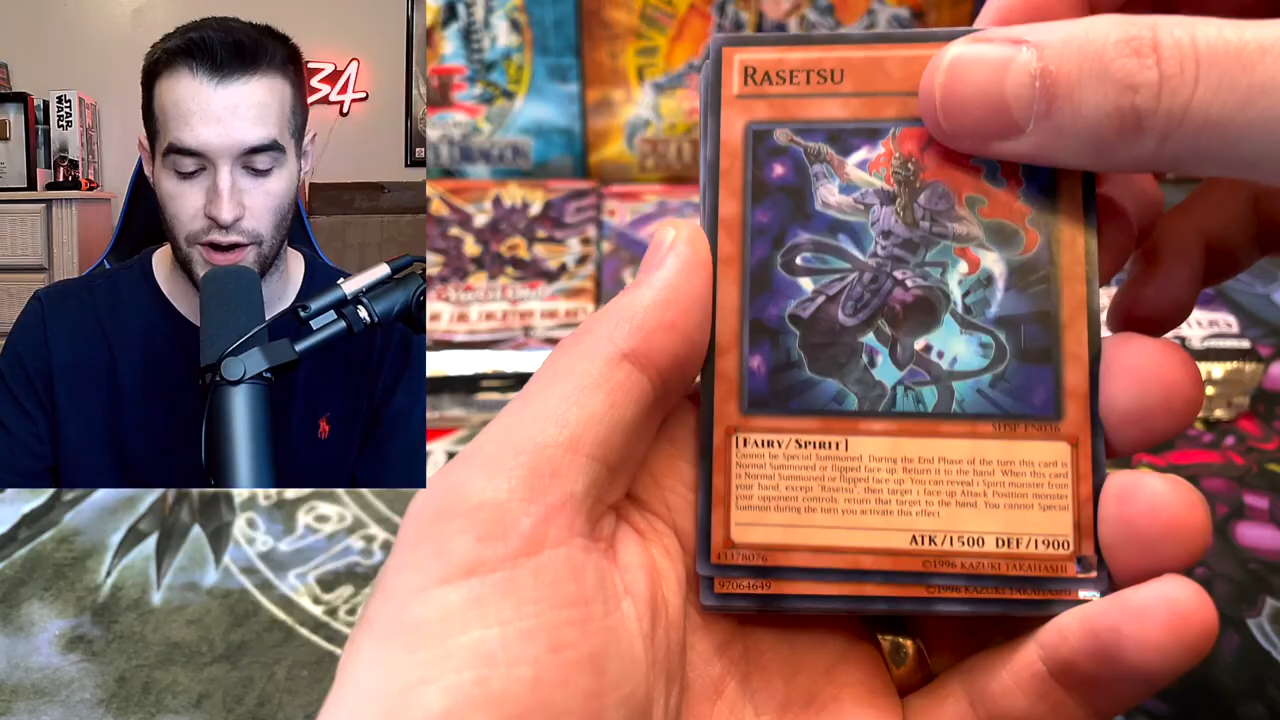 34
STAR
WARS
RASETSU
SHSP-EN036
[FAIRY/SPIRIT]
Cannot be Special Summoned. During the End Phase of the turn this card is
Normal Summoned or flipped face-up: Return it to the hand. When this card
is Normal Summoned or flipped face-up: You can reveal 1 Spirit monster from
your hand, except "Rasetsu", then target 1 face-up Attack Position monster
your opponent controls; return that target to the hand. You cannot Special
Summon during the turn you activate this effect.
ATK/1500 DEF/1900
43378076
©1996 KAZUKI TAKAHASHI
97064649
©1996 KAZUKI TAKAHASHI